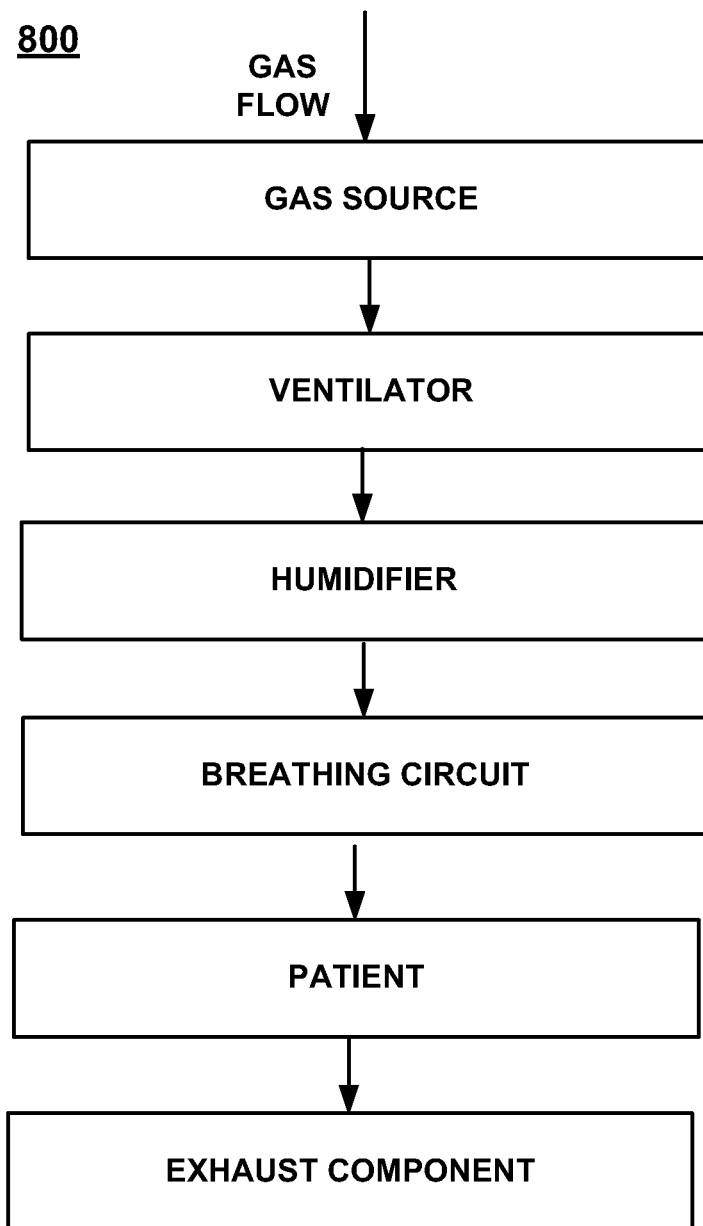 800
GAS
FLOW
GAS SOURCE
VENTILATOR
HUMIDIFIER
BREATHING CIRCUIT
PATIENT
EXHAUST COMPONENT